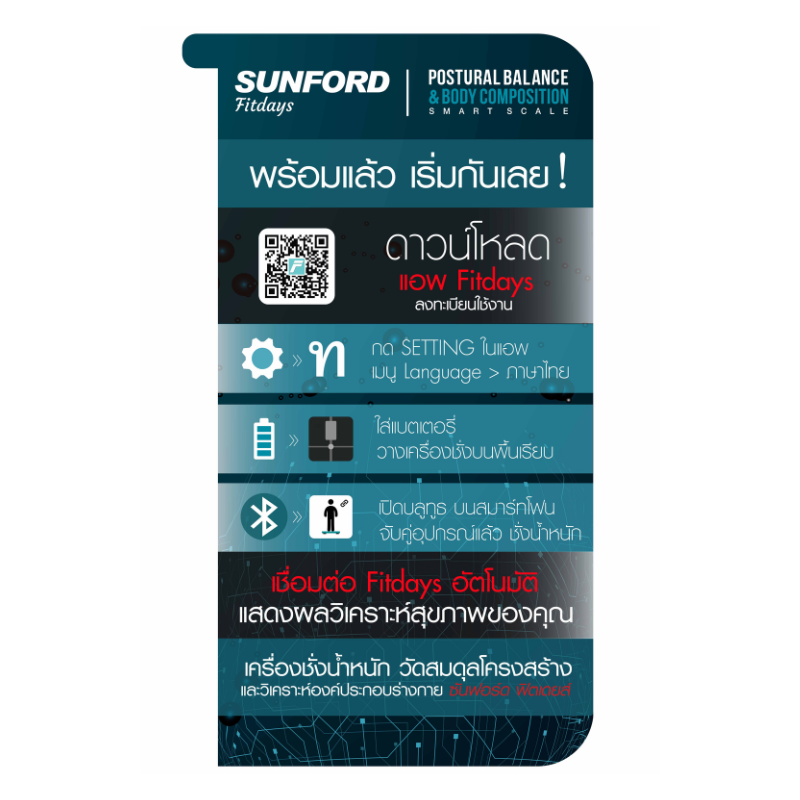 SUNFORD
Fitdays
POSTURAL BALANCE
& BODY COMPOSITION
SMART SCALE
พร้อมแล้ว เริ่มกันเลย !
ดาวน์โหลด
แอพ Fitdays
ลงทะเบียนใช้งาน
» ท
กด SETTING ในแอพ
เมนู Language > ภาษาไทย
»
ใส่แบตเตอรี่
วางเครื่องชั่งบนพื้นเรียบ
»
เปิดบลูทูธ บนสมาร์ทโฟน
จับคู่อุปกรณ์แล้ว ชั่งน้ำหนัก
เชื่อมต่อ Fitdays อัตโนมัติ
แสดงผลวิเคราะห์สุขภาพของคุณ
เครื่องชั่งน้ำหนัก วัดสมดุลโครงสร้าง
และวิเคราะห์องค์ประกอบร่างกาย ซันฟอร์ด ฟิตเดยส์